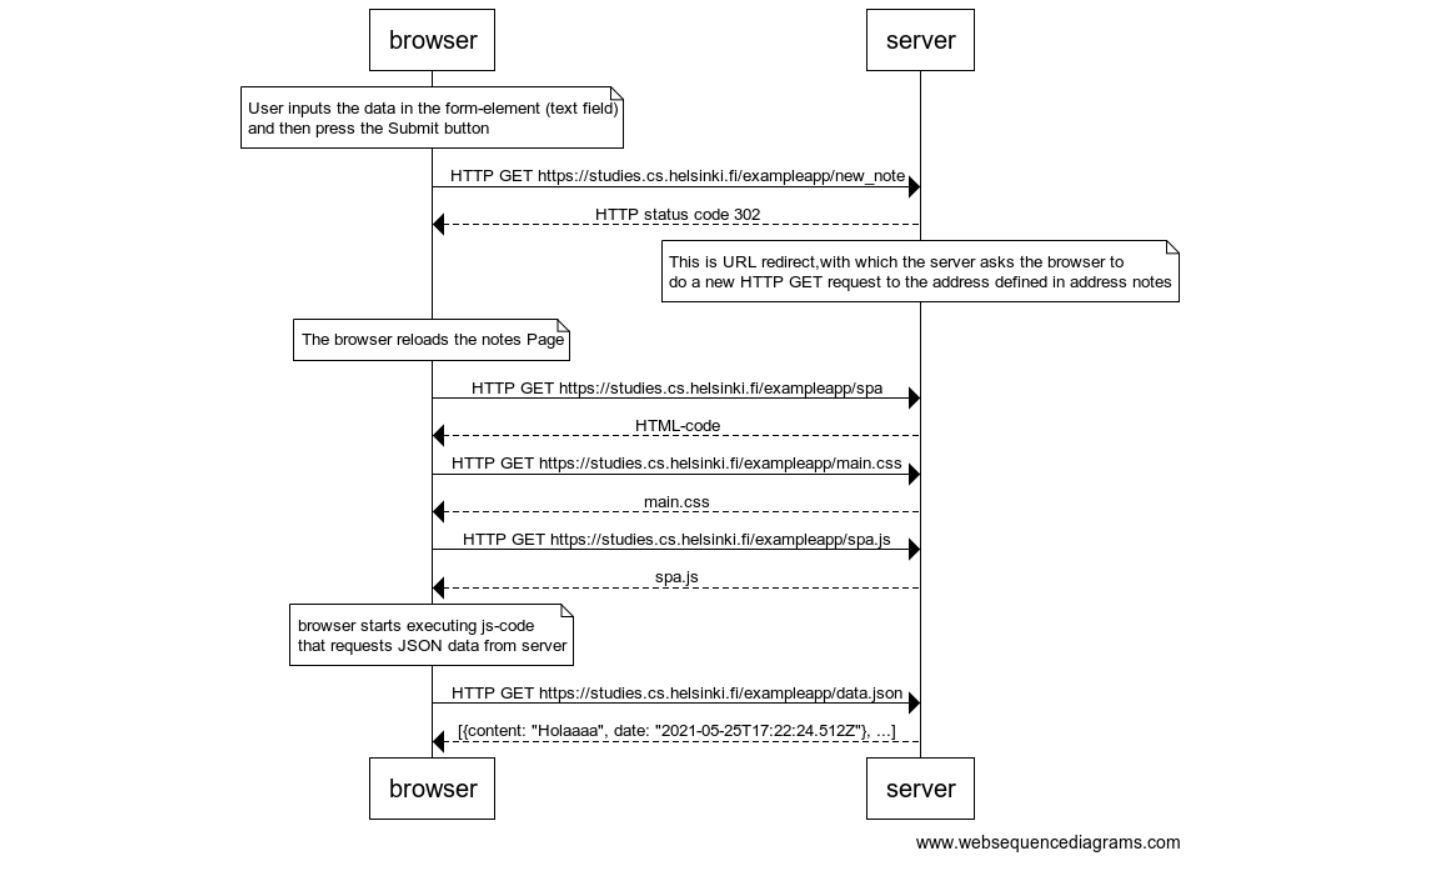 browser
server
User inputs the data in the form-element (text field)
and then press the Submit button
HTTP GET https://studies.cs.helsinki.fi/exampleapp/new_note
HTTP status code 302
This is URL redirect,with which the server asks the browser to
do a new HTTP GET request to the address defined in address notes
The browser reloads the notes Page
HTTP GET https://studies.cs.helsinki.fi/exampleapp/spa
HTML-code
HTTP GET https://studies.cs.helsinki.fi/exampleapp/main.css
main.css
HTTP GET https://studies.cs.helsinki.fi/exampleapp/spa.js
spa.js
browser starts executing js-code
that requests JSON data from server
HTTP GET https://studies.cs.helsinki.fi/exampleapp/data.json
[{content: "Holaaaa", date: "2021-05-25T17:22:24.512Z"}, ...]
browser
server
www.websequencediagrams.com